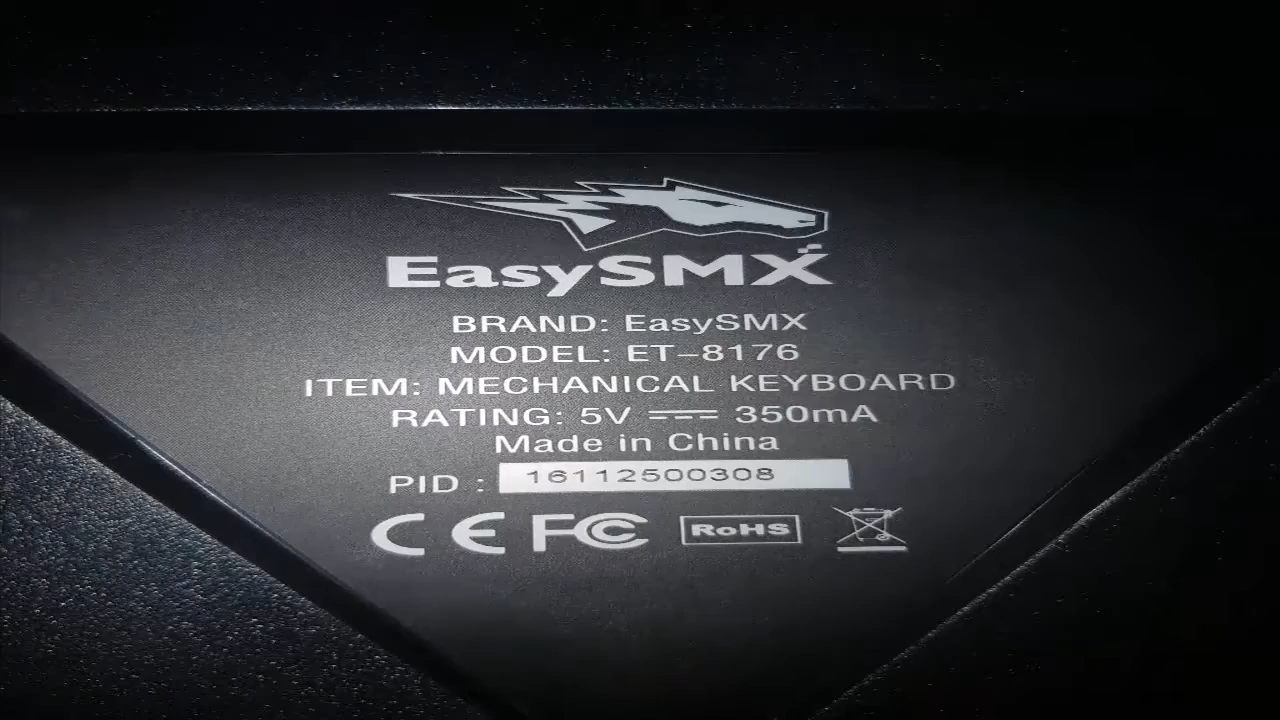 EasySMX
BRAND: EasySMX
MODEL: ET-8176
ITEM: MECHANICAL KEYBOARD
RATING: 5V ⎓ 350mA
Made in China
PID : 16112500308
CE FC RoHS